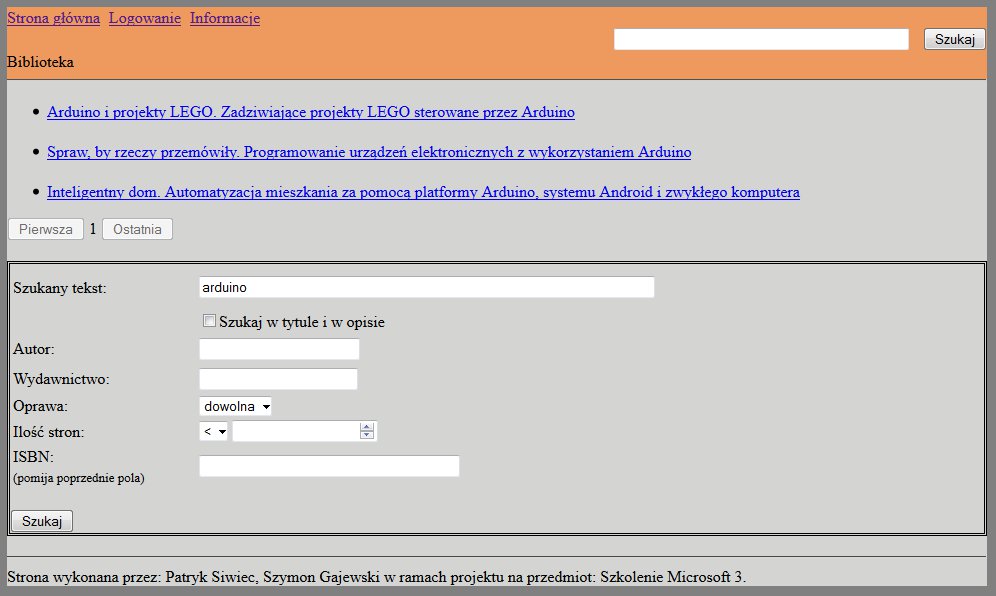 Strona główna Logowanie Informacje
Szukaj
Biblioteka
Arduino i projekty LEGO. Zadziwiające projekty LEGO sterowane przez Arduino
Spraw, by rzeczy przemówiły. Programowanie urządzeń elektronicznych z wykorzystaniem Arduino
Inteligentny dom. Automatyzacja mieszkania za pomocą platformy Arduino, systemu Android i zwykłego komputera
Pierwsza 1 Ostatnia
Szukany tekst: arduino
Szukaj w tytule i w opisie
Autor:
Wydawnictwo:
Oprawa: dowolna
Ilość stron: <
ISBN:
(pomija poprzednie pola)
Szukaj
Strona wykonana przez: Patryk Siwiec, Szymon Gajewski w ramach projektu na przedmiot: Szkolenie Microsoft 3.